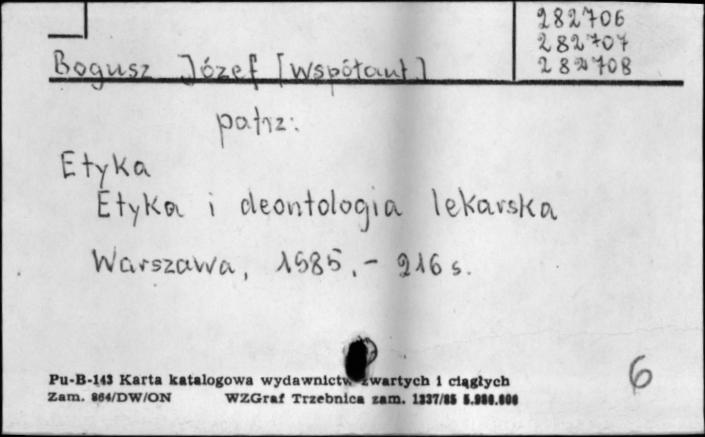 282706
282707
282708
Bogusz Józef [współaut]
patrz:
Etyka
Etyka i deontologia lekarska
Warszawa, 1985.- 216 s.
6
Pu-B-143 Karta katalogowa wydawnictw zwartych i ciągłych
Zam. 864/DW/ON WZGraf Trzebnica zam. 1337/85